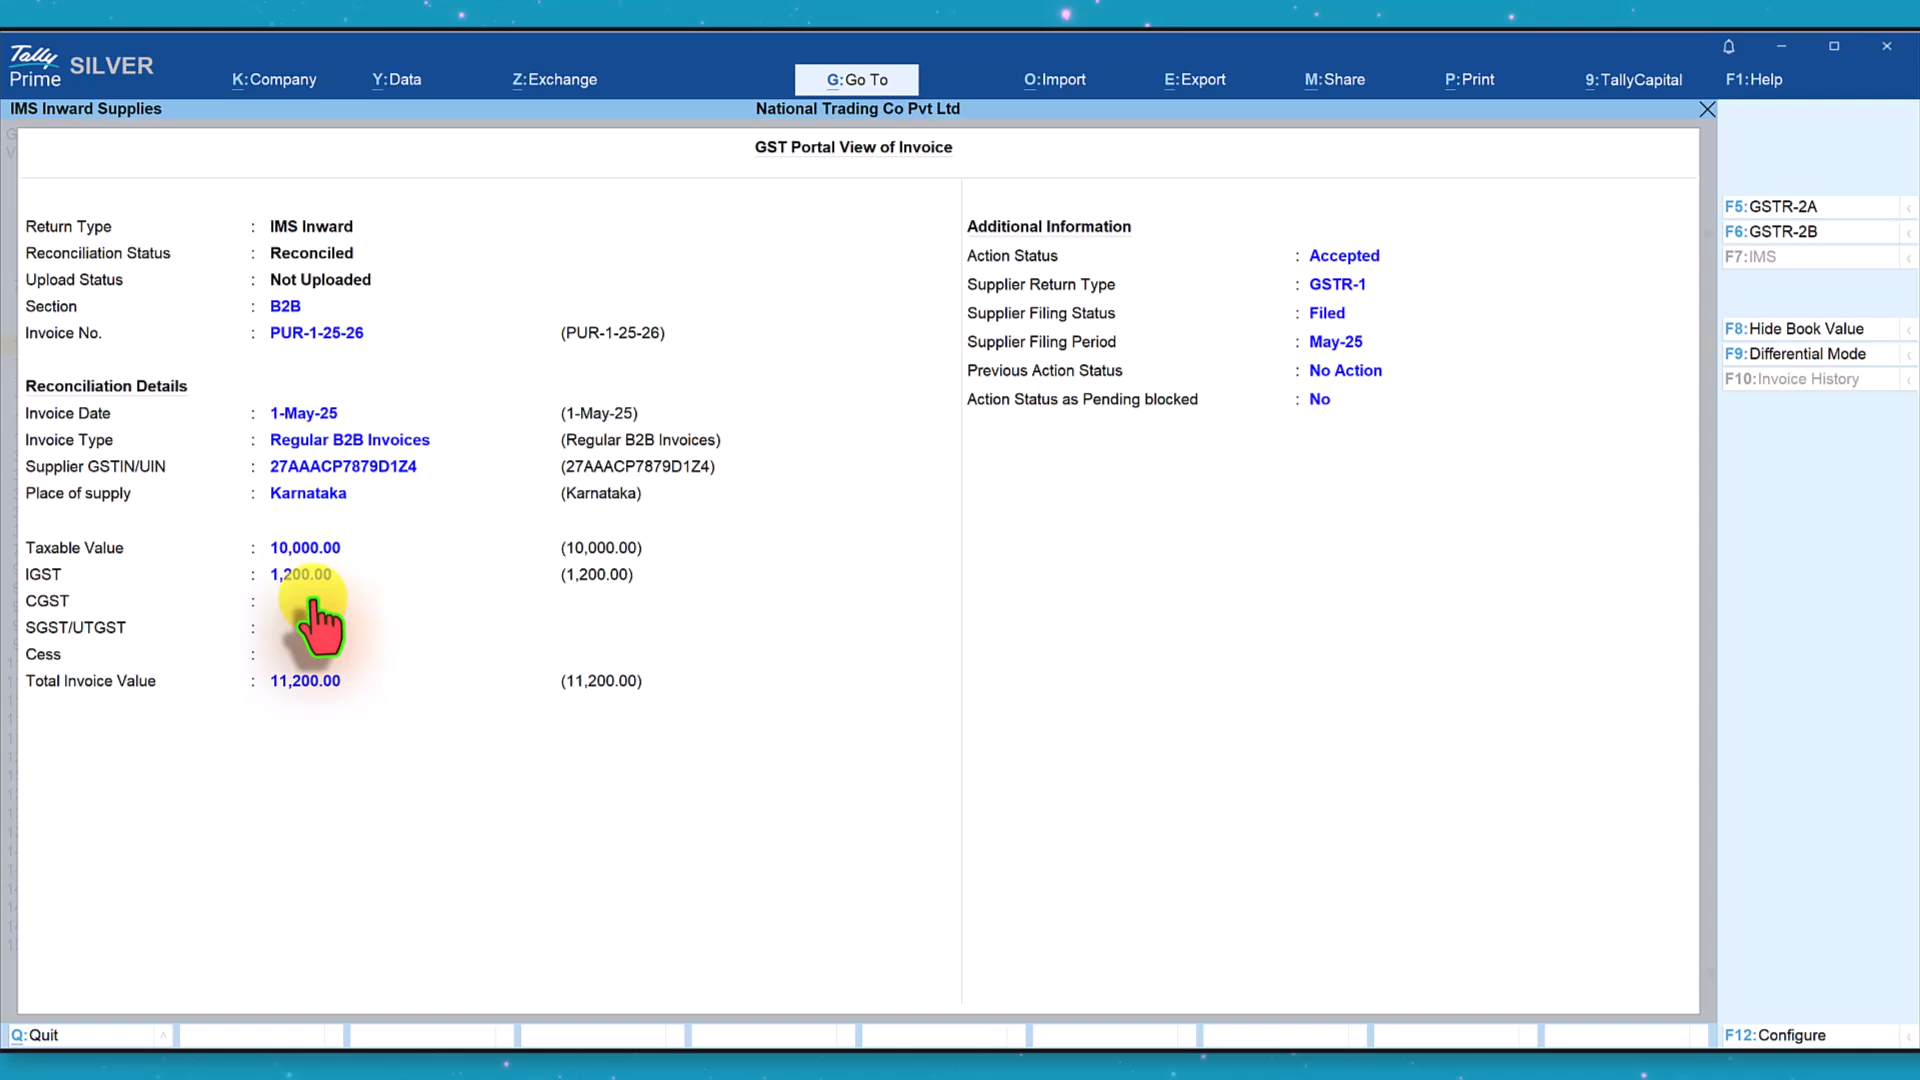 Tally
Prime SILVER
K:Company Y:Data Z:Exchange G:Go To O:Import E:Export M:Share P:Print 9:TallyCapital F1:Help
IMS Inward Supplies National Trading Co Pvt Ltd
GST Portal View of Invoice
Return Type : IMS Inward
Reconciliation Status Reconciled
Upload Status : Not Uploaded
Section : B2B
Invoice No. : PUR-1-25-26 (PUR-1-25-26)
Reconciliation Details
Invoice Date : 1-May-25 (1-May-25)
Invoice Type : Regular B2B Invoices (Regular B2B Invoices)
Supplier GSTIN/UIN : 27AAACP7879D1Z4 (27AAACP7879D1Z4)
Place of supply : Karnataka (Karnataka)
Taxable Value : 10,000.00 (10,000.00)
IGST : 1,200.00 (1,200.00)
CGST :
SGST/UTGST :
Cess :
Total Invoice Value : 11,200.00 (11,200.00)
Additional Information
Action Status : Accepted
Supplier Return Type : GSTR-1
Supplier Filing Status : Filed
Supplier Filing Period : May-25
Previous Action Status : No Action
Action Status as Pending blocked : No
F5:GSTR-2A
F6:GSTR-2B
F7:IMS
F8:Hide Book Value
F9:Differential Mode
F10:Invoice History
Q:Quit
F12:Configure